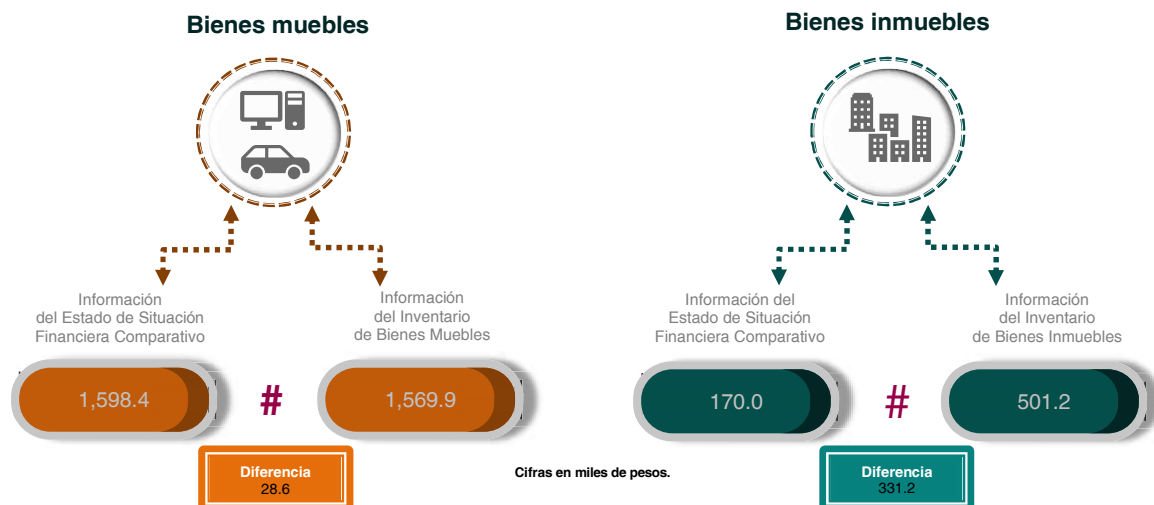 Bienes muebles
Información
del Estado de Situación
Financiera Comparativo
Información
del Inventario
de Bienes Muebles
1,598.4
#
1,569.9
Diferencia
28.6
Cifras en miles de pesos.
Bienes inmuebles
Información del
Estado de Situación
Financiera Comparativo
Información
del Inventario
de Bienes Inmuebles
170.0
#
501.2
Diferencia
331.2